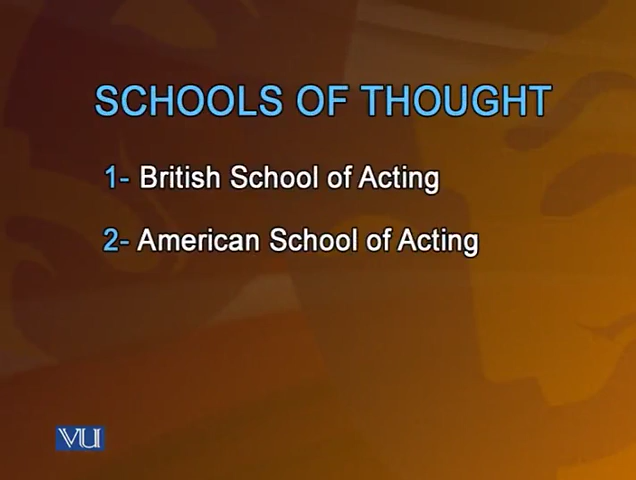 SCHOOLS OF THOUGHT
1- British School of Acting
2- American School of Acting
VU